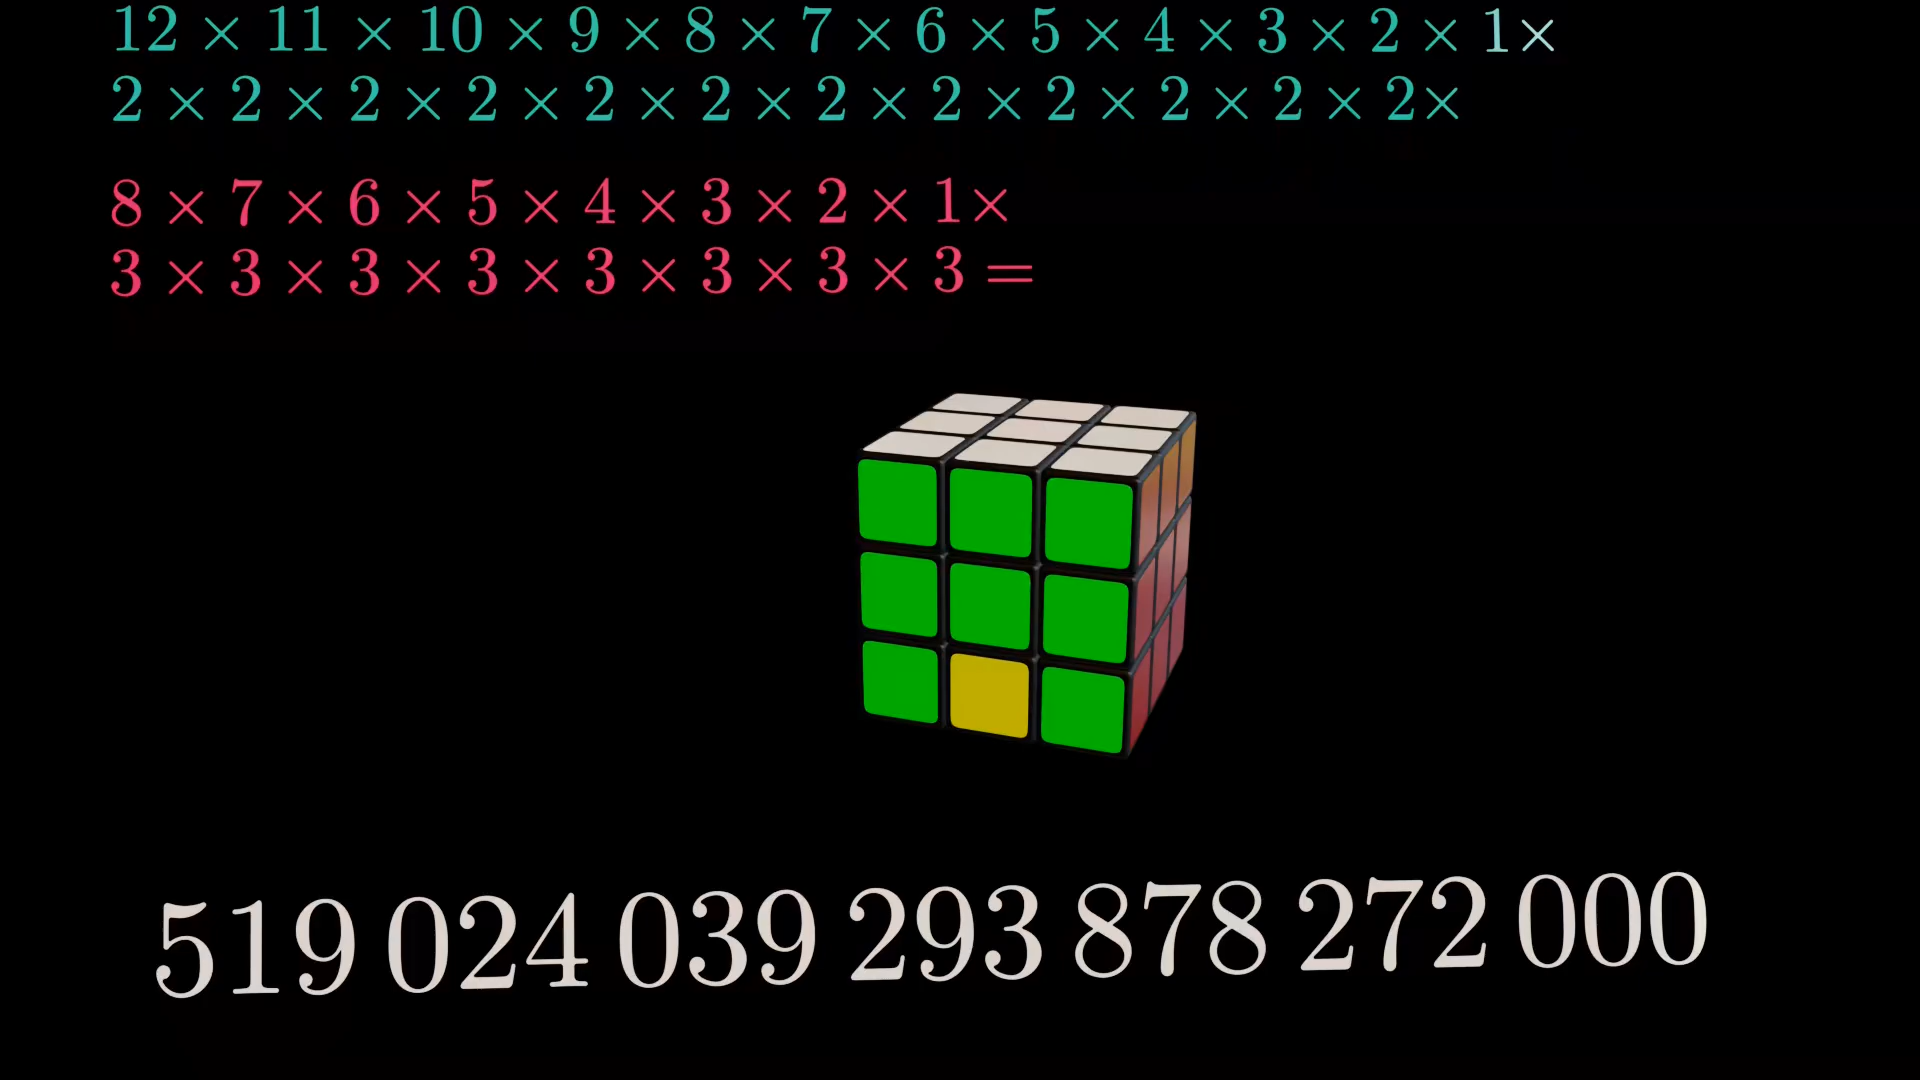 12 × 11 × 10 × 9 × 8 × 7 × 6 × 5 × 4 × 3 × 2 × 1×
2 × 2 × 2 × 2 × 2 × 2 × 2 × 2 × 2 × 2 × 2 × 2×
8 × 7 × 6 × 5 × 4 × 3 × 2 × 1×
3 × 3 × 3 × 3 × 3 × 3 × 3 × 3 =
519 024 039 293 878 272 000